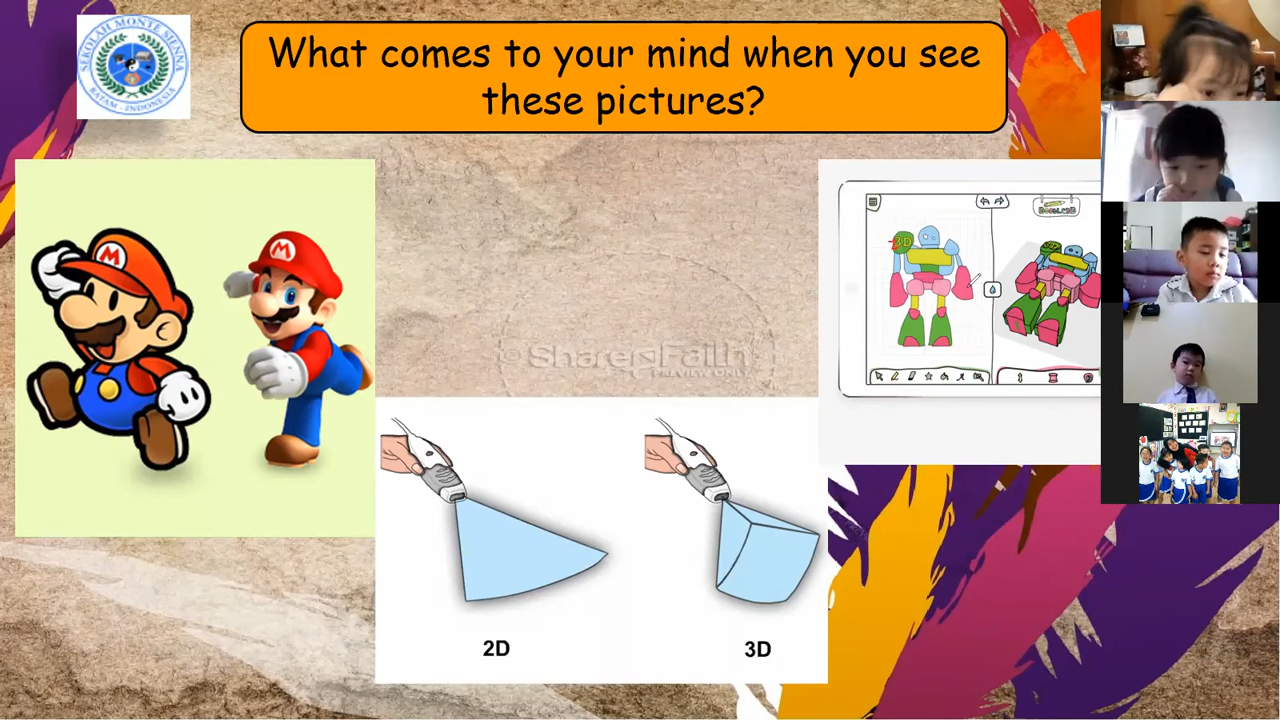 What comes to your mind when you see
these pictures?
SEKOLAH MONTE SIENNA
BATAM - INDONESIA
M
M
3D
© ShareFaith
PREVIEW ONLY
2D
3D